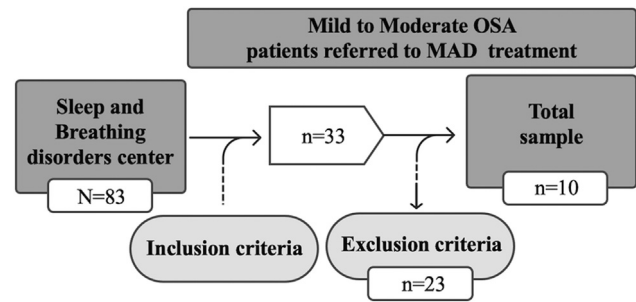 Mild to Moderate OSA
patients referred to MAD treatment
Sleep and
Breathing
disorders center
N=83
n=33
Total
sample
n=10
Inclusion criteria
Exclusion criteria
n=23